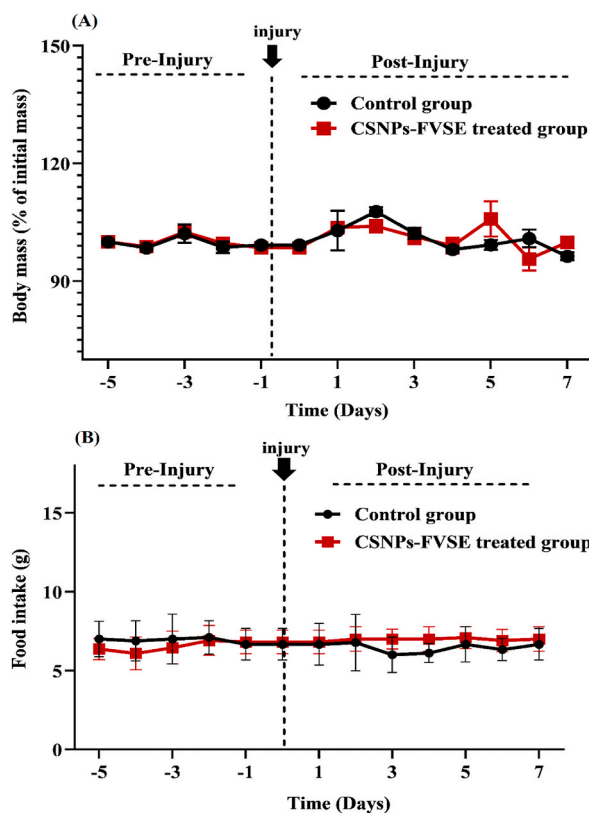 (A)
injury
150
Pre-Injury
Post-Injury
Control group
CSNPs-FVSE treated group
Body mass (% of initial mass)
90
-5 -3 -1 1 3 5 7
Time (Days)
(B)
injury
Pre-Injury
Post-Injury
15
Control group
CSNPs-FVSE treated group
Food intake (g)
10
5
0
-5 -3 -1 1 3 5 7
Time (Days)